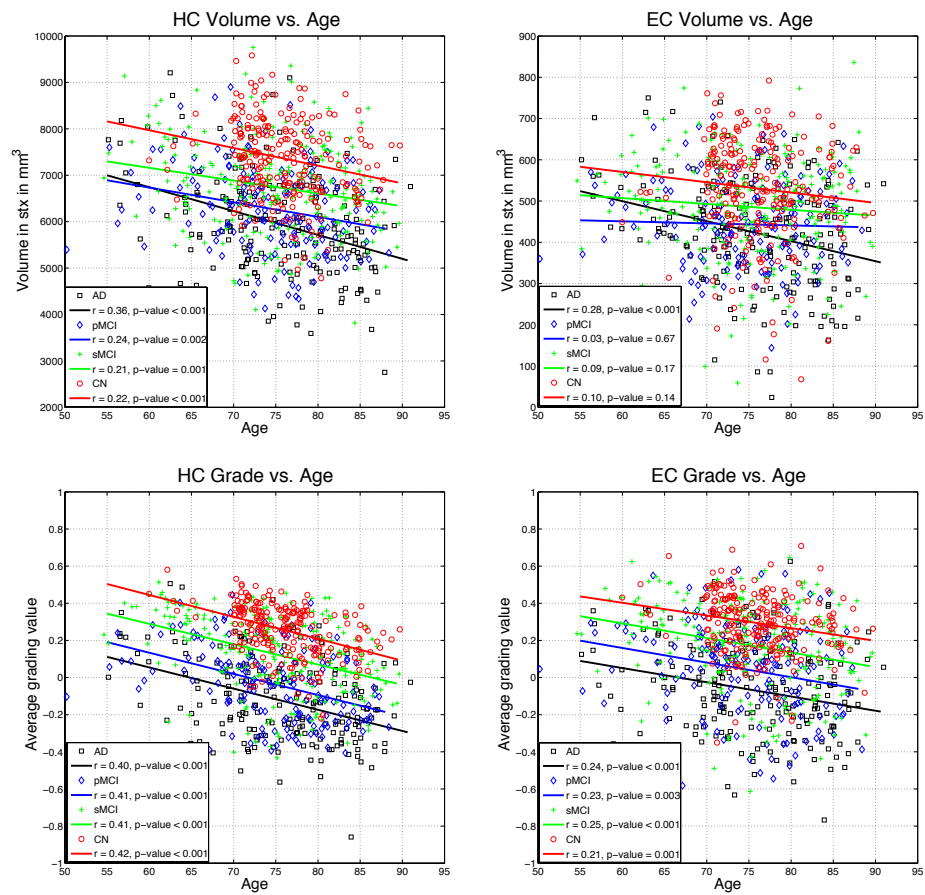 HC Volume vs. Age
10000
9000
8000
7000
6000
5000
4000
3000
2000
Volume in stx in mm³
AD
r = 0.36, p-value < 0.001
pMCI
r = 0.24, p-value = 0.002
sMCI
r = 0.21, p-value = 0.001
CN
r = 0.22, p-value < 0.001
50 55 60 65 70 75 80 85 90 95
Age
EC Volume vs. Age
900
800
700
600
500
400
300
200
100
0
Volume in stx in mm³
AD
r = 0.28, p-value < 0.001
pMCI
r = 0.03, p-value = 0.67
sMCI
r = 0.09, p-value = 0.17
CN
r = 0.10, p-value = 0.14
50 55 60 65 70 75 80 85 90 95
Age
HC Grade vs. Age
1
0.8
0.6
0.4
0.2
0
−0.2
−0.4
−0.6
−0.8
−1
Average grading value
AD
r = 0.40, p-value < 0.001
pMCI
r = 0.41, p-value < 0.001
sMCI
r = 0.41, p-value < 0.001
CN
r = 0.42, p-value < 0.001
50 55 60 65 70 75 80 85 90 95
Age
EC Grade vs. Age
1
0.8
0.6
0.4
0.2
0
−0.2
−0.4
−0.6
−0.8
−1
Average grading value
AD
r = 0.24, p-value < 0.001
pMCI
r = 0.23, p-value = 0.003
sMCI
r = 0.25, p-value < 0.001
CN
r = 0.21, p-value = 0.001
50 55 60 65 70 75 80 85 90 95
Age